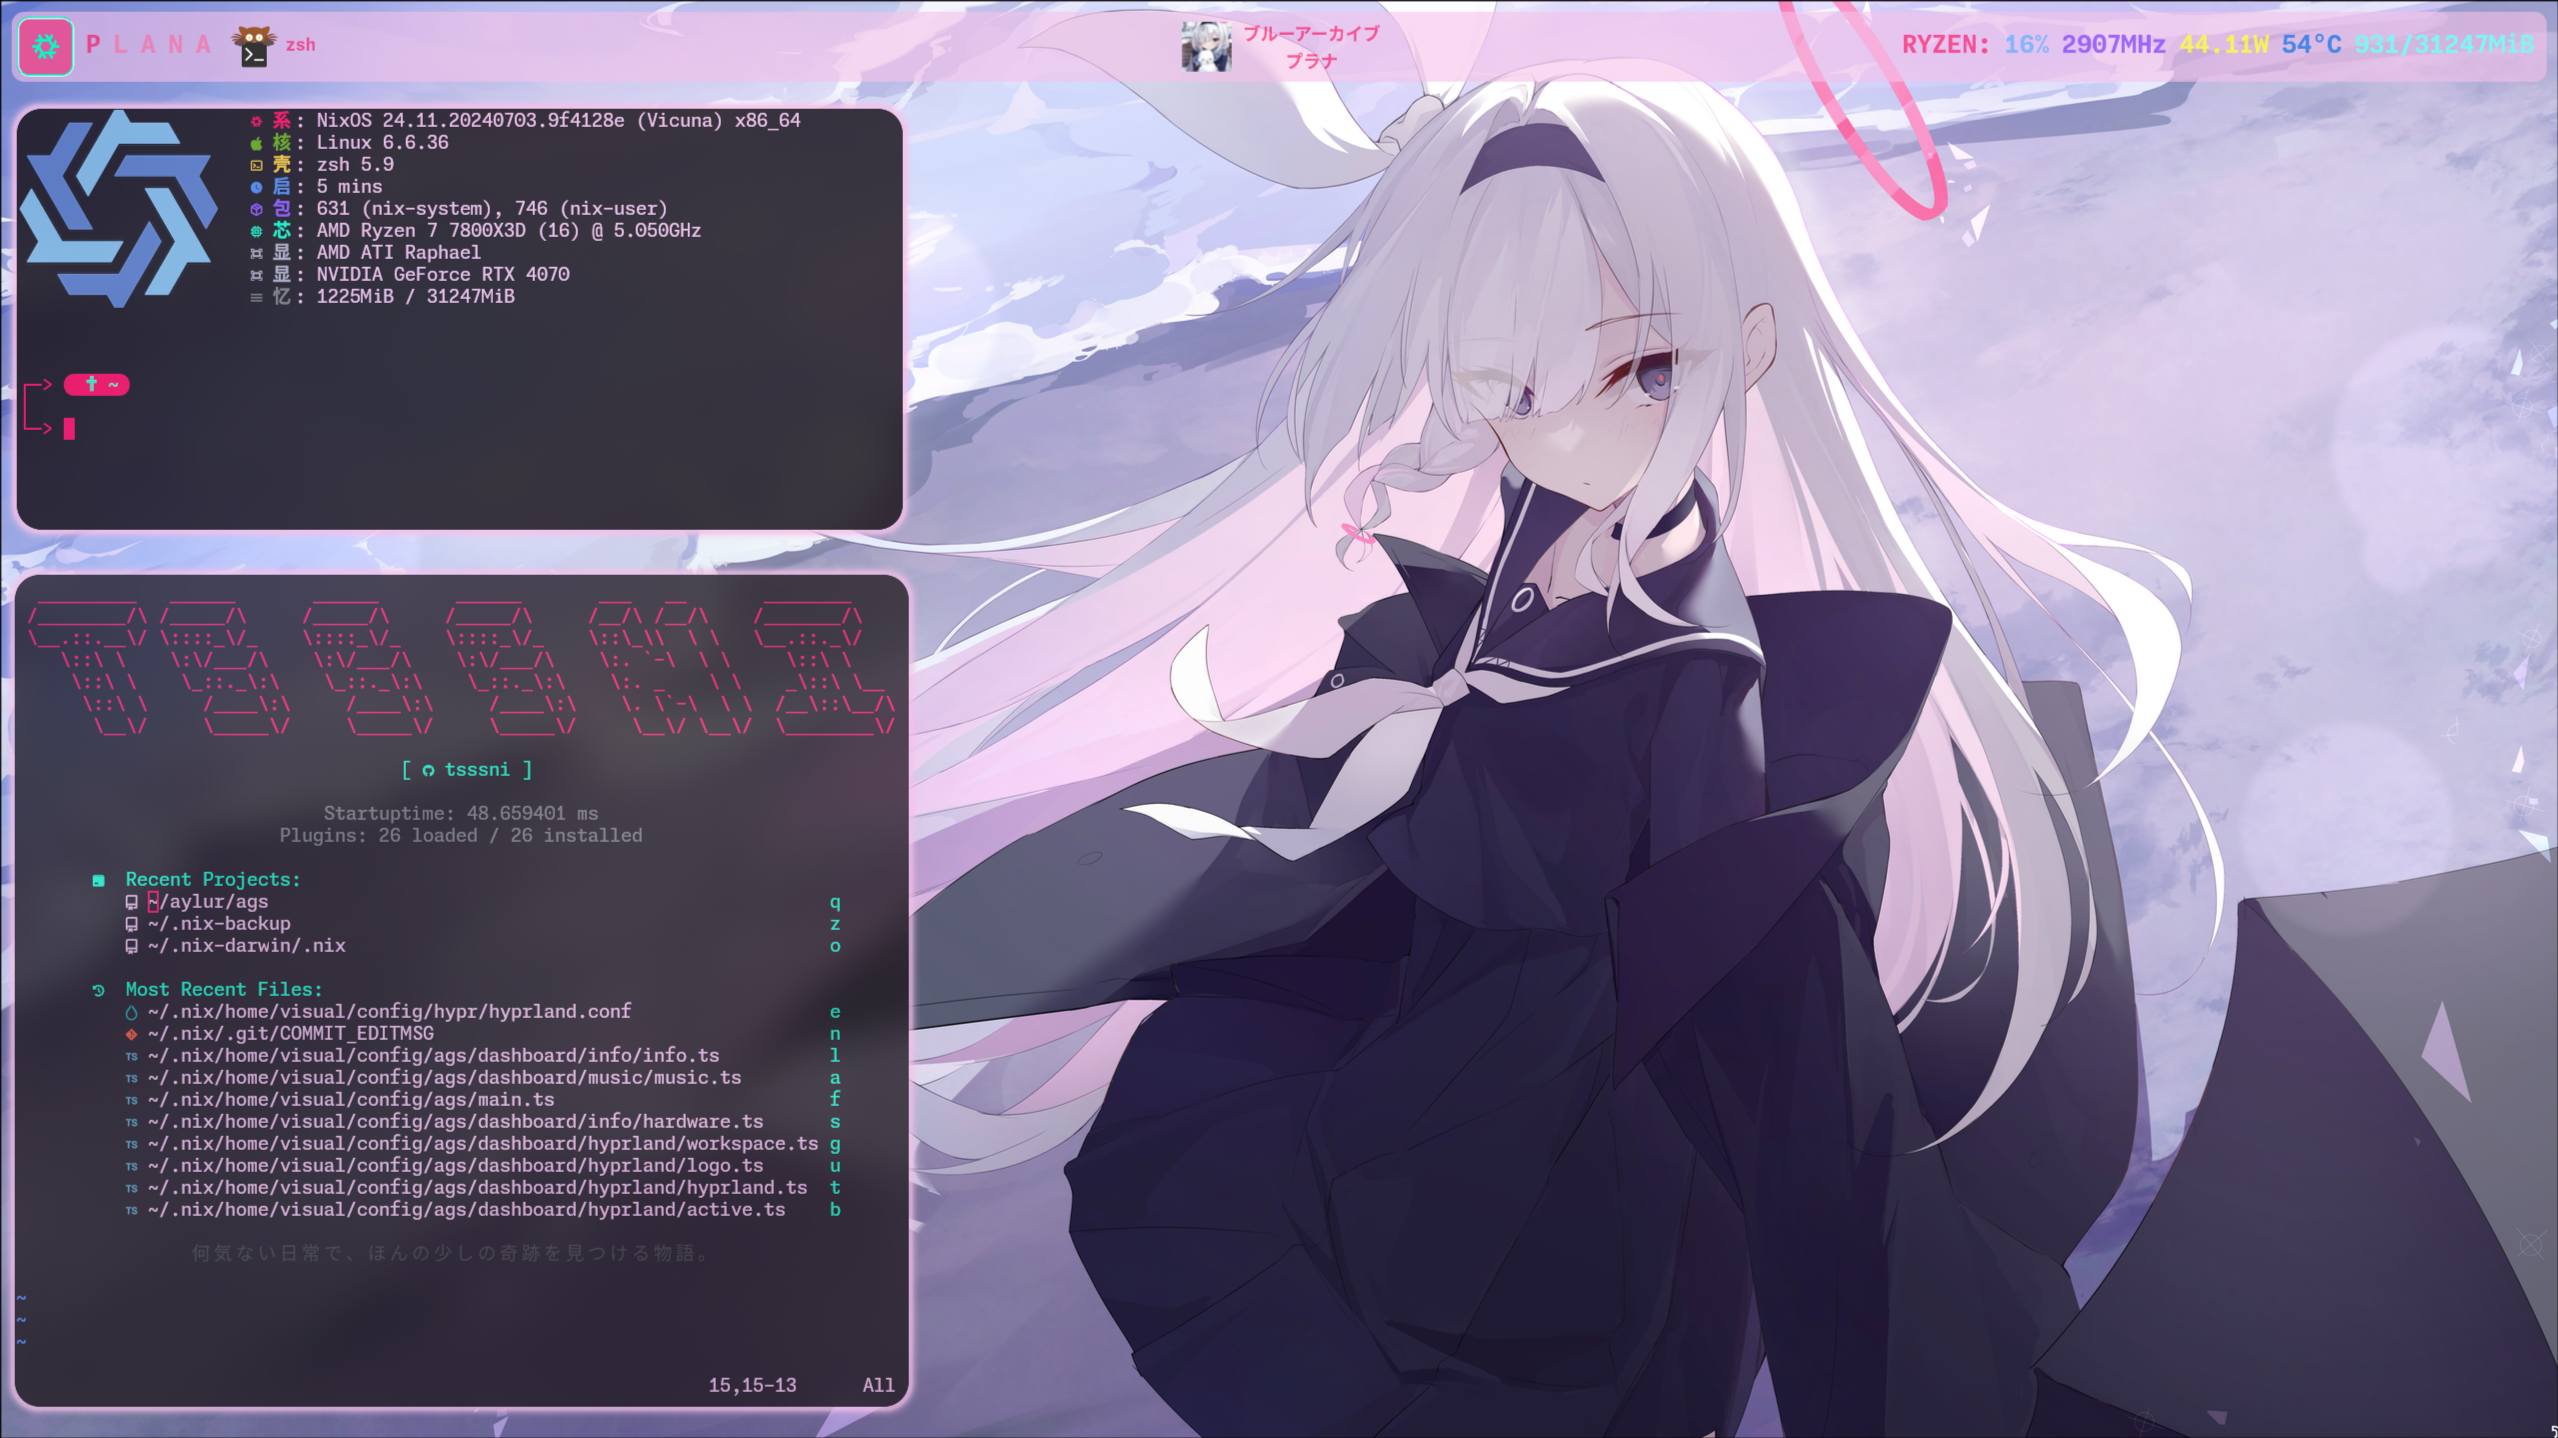 P L A N A
zsh
ブルーアーカイブ
プラナ
RYZEN: 16% 2907MHz 44.11W 54°C 931/31247MiB
系: NixOS 24.11.20240703.9f4128e (Vicuna) x86_64
核: Linux 6.6.36
壳: zsh 5.9
启: 5 mins
包: 631 (nix-system), 746 (nix-user)
芯: AMD Ryzen 7 7800X3D (16) @ 5.050GHz
显: AMD ATI Raphael
显: NVIDIA GeForce RTX 4070
忆: 1225MiB / 31247MiB
~
TSSSNI
[ tsssni ]
Startuptime: 48.659401 ms
Plugins: 26 loaded / 26 installed
Recent Projects:
~/aylur/ags q
~/.nix-backup z
~/.nix-darwin/.nix o
Most Recent Files:
~/.nix/home/visual/config/hypr/hyprland.conf e
~/.nix/.git/COMMIT_EDITMSG n
TS ~/.nix/home/visual/config/ags/dashboard/info/info.ts l
TS ~/.nix/home/visual/config/ags/dashboard/music/music.ts a
TS ~/.nix/home/visual/config/ags/main.ts f
TS ~/.nix/home/visual/config/ags/dashboard/info/hardware.ts s
TS ~/.nix/home/visual/config/ags/dashboard/hyprland/workspace.ts g
TS ~/.nix/home/visual/config/ags/dashboard/hyprland/logo.ts u
TS ~/.nix/home/visual/config/ags/dashboard/hyprland/hyprland.ts t
TS ~/.nix/home/visual/config/ags/dashboard/hyprland/active.ts b
何気ない日常で、ほんの少しの奇跡を見つける物語。
~
~
~
15,15-13 All